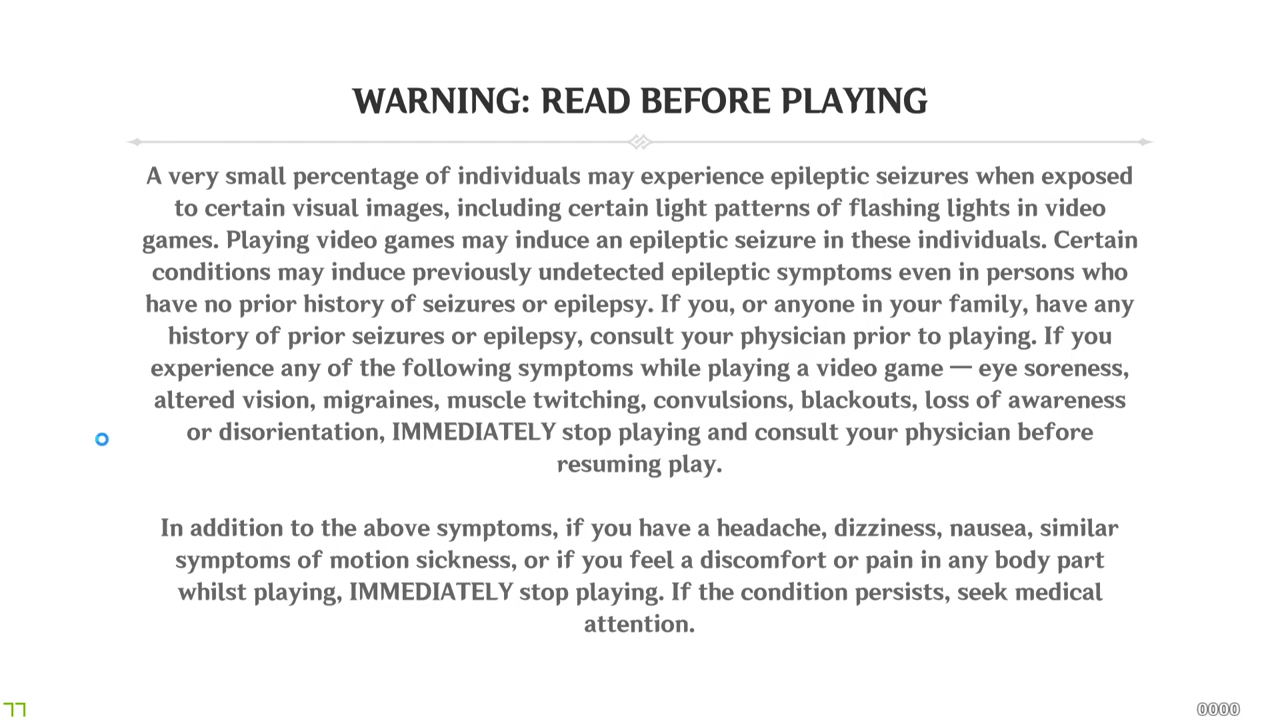 WARNING: READ BEFORE PLAYING
A very small percentage of individuals may experience epileptic seizures when exposed
to certain visual images, including certain light patterns of flashing lights in video
games. Playing video games may induce an epileptic seizure in these individuals. Certain
conditions may induce previously undetected epileptic symptoms even in persons who
have no prior history of seizures or epilepsy. If you, or anyone in your family, have any
history of prior seizures or epilepsy, consult your physician prior to playing. If you
experience any of the following symptoms while playing a video game — eye soreness,
altered vision, migraines, muscle twitching, convulsions, blackouts, loss of awareness
or disorientation, IMMEDIATELY stop playing and consult your physician before
resuming play.
In addition to the above symptoms, if you have a headache, dizziness, nausea, similar
symptoms of motion sickness, or if you feel a discomfort or pain in any body part
whilst playing, IMMEDIATELY stop playing. If the condition persists, seek medical
attention.
77
0000